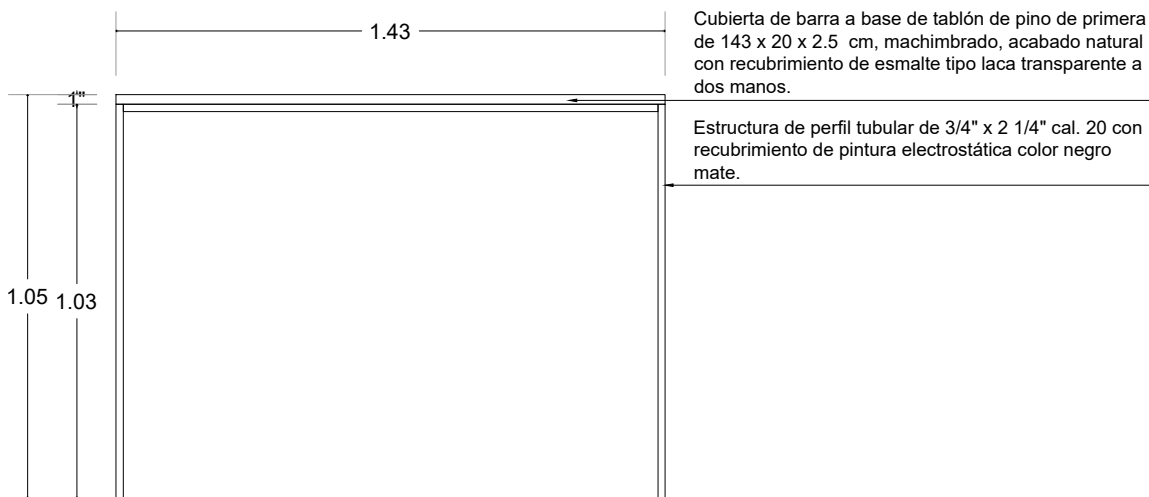 1.43
Cubierta de barra a base de tablón de pino de primera
de 143 x 20 x 2.5 cm, machimbrado, acabado natural
con recubrimiento de esmalte tipo laca transparente a
dos manos.
1"
Estructura de perfil tubular de 3/4" x 2 1/4" cal. 20 con
recubrimiento de pintura electrostática color negro
mate.
1.05
1.03